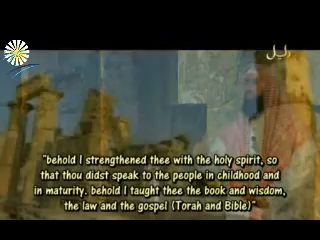 دليل
"behold I strengthened thee with the holy spirit, so
that thou didst speak to the people in childhood and
in maturity. behold I taught thee the book and wisdom,
the law and the gospel (Torah and Bible)"